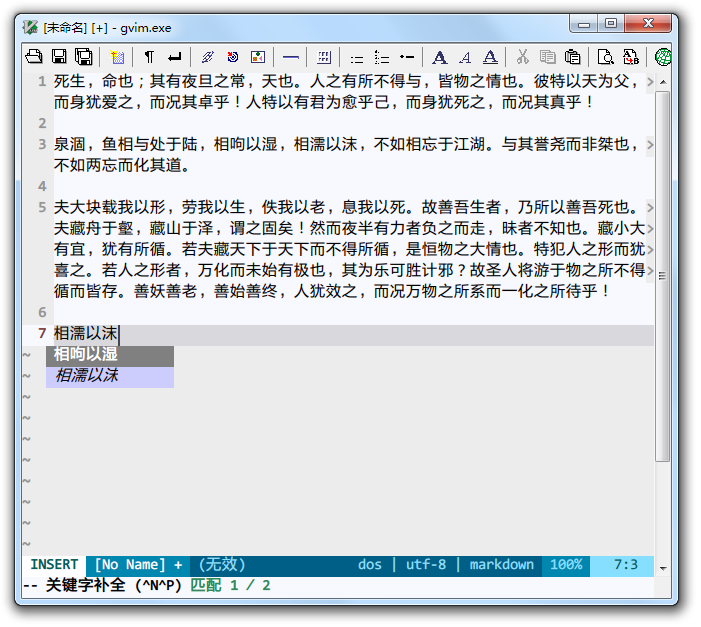 [未命名] [+] - gvim.exe
1 死生，命也；其有夜旦之常，天也。人之有所不得与，皆物之情也。彼特以天为父，
而身犹爱之，而况其卓乎！人特以有君为愈乎己，而身犹死之，而况其真乎！
2
3 泉涸，鱼相与处于陆，相呴以湿，相濡以沫，不如相忘于江湖。与其誉尧而非桀也，
不如两忘而化其道。
4
5 夫大块载我以形，劳我以生，佚我以老，息我以死。故善吾生者，乃所以善吾死也。
夫藏舟于壑，藏山于泽，谓之固矣！然而夜半有力者负之而走，昧者不知也。藏小大
有宜，犹有所循。若夫藏天下于天下而不得所循，是恒物之大情也。特犯人之形而犹
喜之。若人之形者，万化而未始有极也，其为乐可胜计邪？故圣人将游于物之所不得
循而皆存。善妖善老，善始善终，人犹效之，而况万物之所系而一化之所待乎！
6
7 相濡以沫
~ 相呴以湿
~ 相濡以沫
~
~
~
~
~
~
~
~
INSERT [No Name] + (无效) dos | utf-8 | markdown 100% 7:3
-- 关键字补全 (^N^P) 匹配 1 / 2